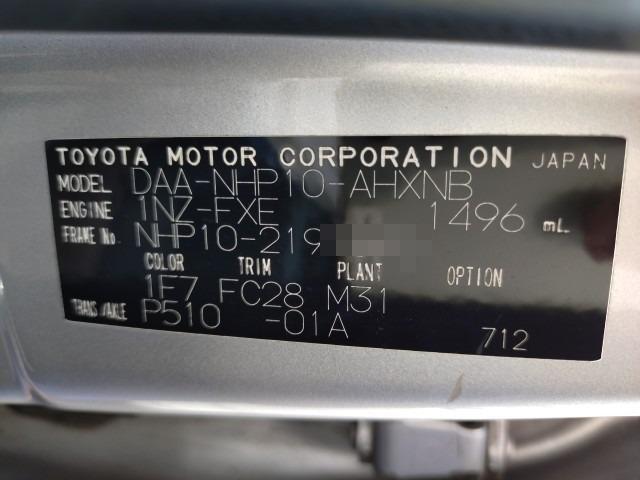 TOYOTA MOTOR CORPORATION JAPAN
MODEL DAA-NHP10-AHXNB
ENGINE 1NZ-FXE 1496 mL
FRAME No NHP10-219
COLOR TRIM PLANT OPTION
1F7 FC28 M31
TRANS/AXLE P510 -01A 712